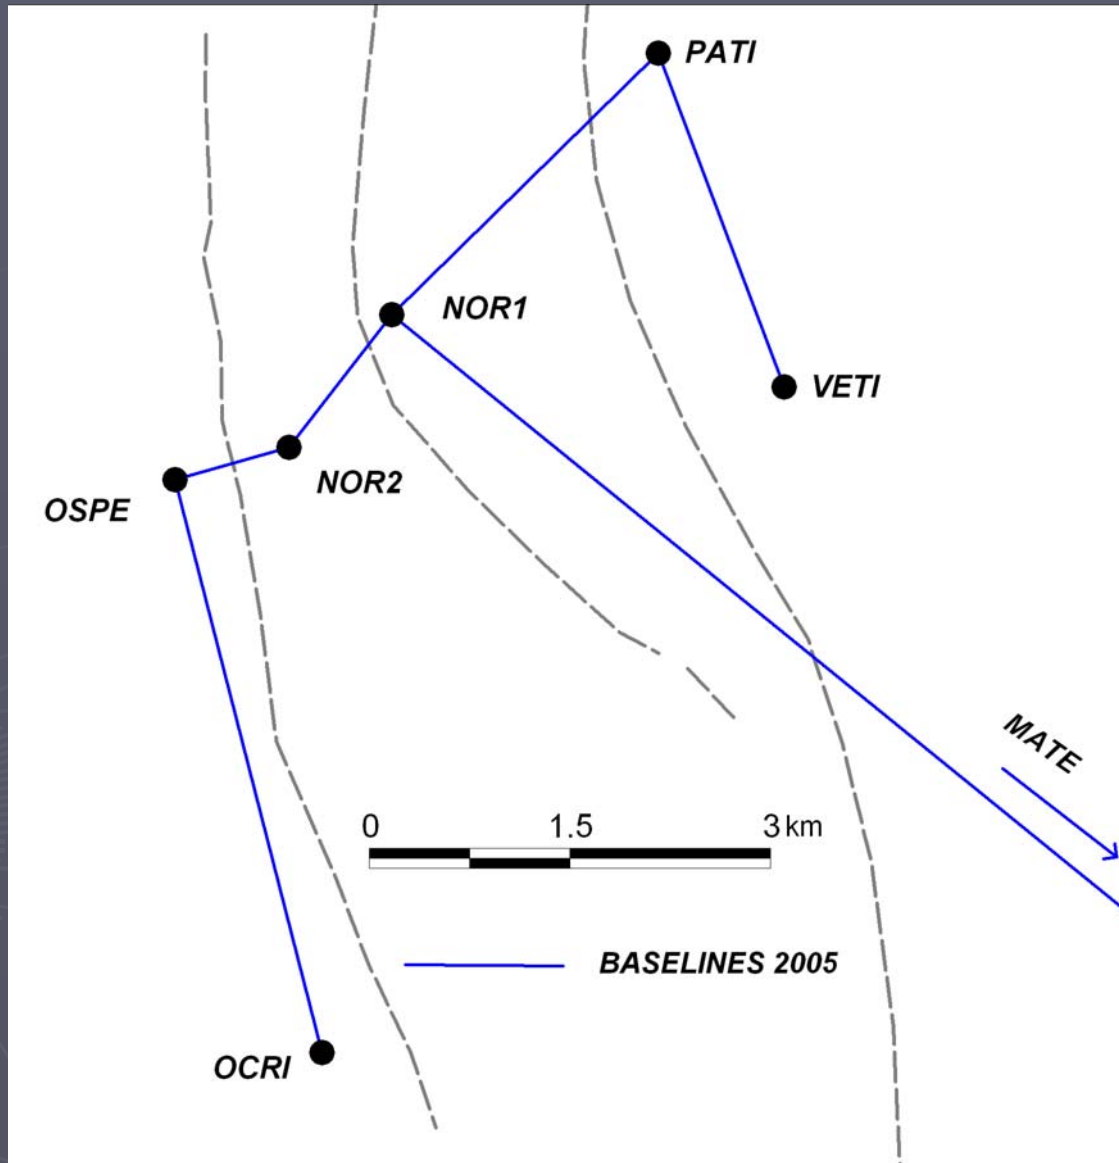 PATI
NOR1
VETI
NOR2
OSPE
MATE
0 1.5 3 km
BASELINES 2005
OCRI